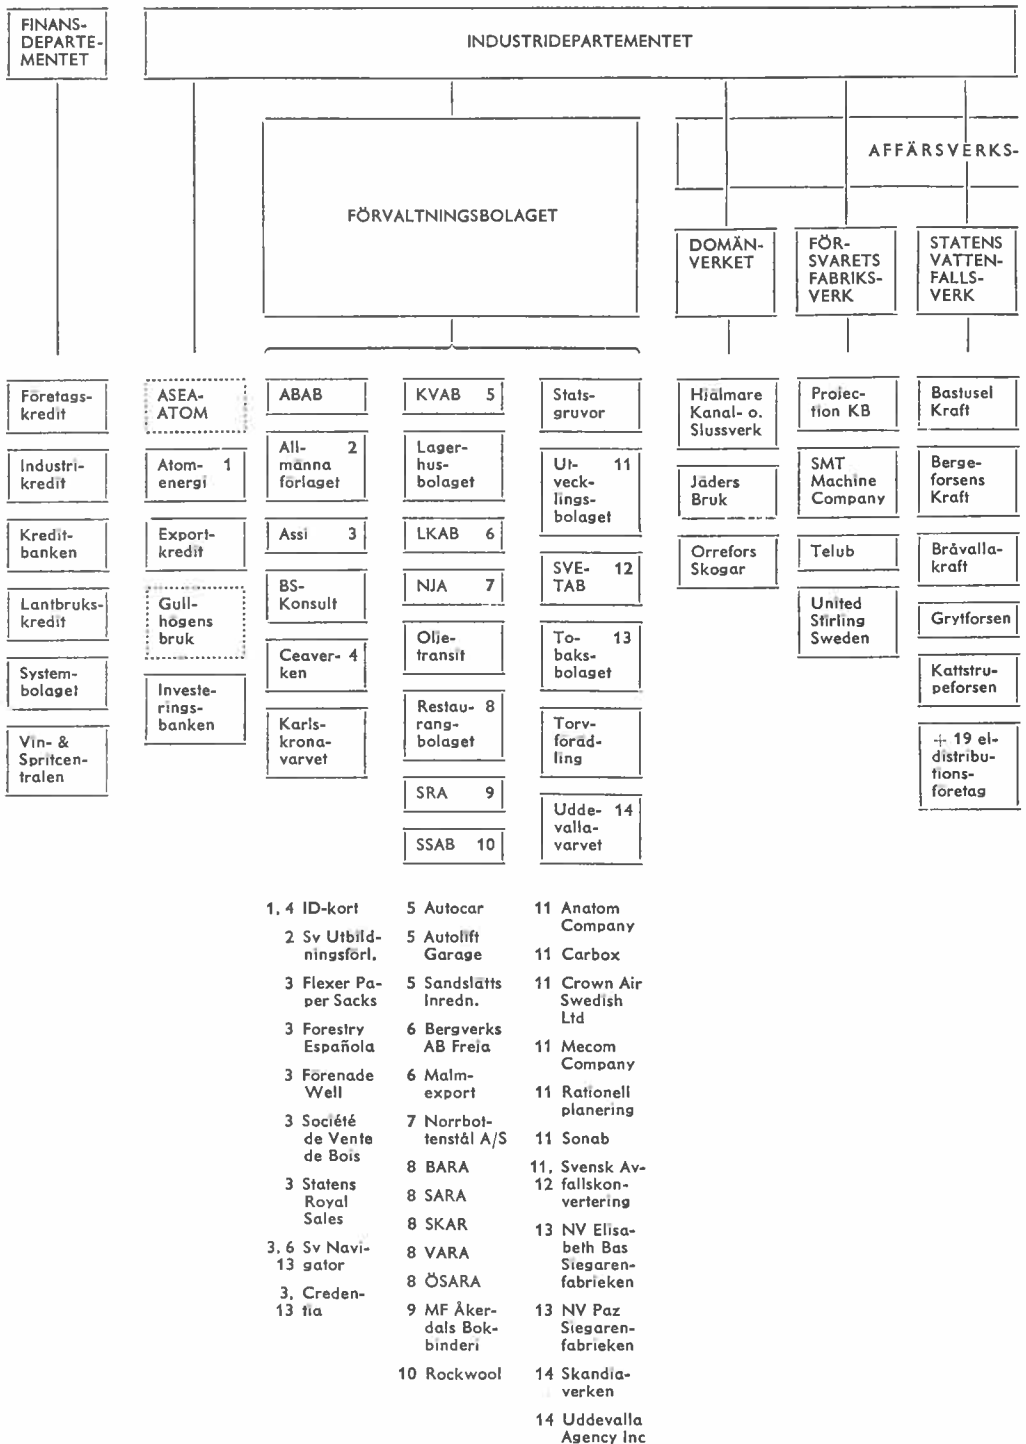 FINANS-
DEPARTE-
MENTET
INDUSTRIDEPARTEMENTET
AFFÄRSVERKS-
FÖRVALTNINGSBOLAGET
DOMÄN-
VERKET
FÖR-
SVARETS
FABRIKS-
VERK
STATENS
VATTEN-
FALLS-
VERK
Företags-
kredit
Industri-
kredit
Kredit-
banken
Lantbruks-
kredit
System-
bolaget
Vin- &
Spritcen-
tralen
ASEA-
ATOM
Atom- 1
energi
Export-
kredit
Gull-
högens
bruk
Investe-
rings-
banken
ABAB
All- 2
männa
förlaget
Assi 3
BS-
Konsult
Ceaver- 4
ken
Karls-
krona-
varvet
KVAB 5
Lager-
hus-
bolaget
LKAB 6
NJA 7
Olje-
transit
Restau- 8
rang-
bolaget
SRA 9
SSAB 10
Stats-
gruvor
Ut- 11
veck-
lings-
bolaget
SVE- 12
TAB
To- 13
baks-
bolaget
Torv-
föräd-
ling
Udde- 14
valla-
varvet
Hjälmare
Kanal- o.
Slussverk
Jäders
Bruk
Orrefors
Skogar
Projec-
tion KB
SMT
Machine
Company
Telub
United
Stirling
Sweden
Bastusel
Kraft
Berge-
forsens
Kraft
Bråvalla-
kraft
Grytforsen
Kattstru-
peforsen
+ 19 el-
distribu-
tions-
företag
1, 4 ID-kort
2 Sv Utbild-
ningsförl.
3 Flexer Pa-
per Sacks
3 Forestry
Española
3 Förenade
Well
3 Société
de Vente
de Bois
3 Statens
Royal
Sales
3, 6 Sv Navi-
13 gator
3, Creden-
13 tia
5 Autocar
5 Autolift
Garage
5 Sandslätts
Inredn.
6 Bergverks
AB Freja
6 Malm-
export
7 Norrbot-
tenstål A/S
8 BARA
8 SARA
8 SKAR
8 VARA
8 ÖSARA
9 MF Åker-
dals Bok-
binderi
10 Rockwool
11 Anatom
Company
11 Carbox
11 Crown Air
Swedish
Ltd
11 Mecom
Company
11 Rationell
planering
11 Sonab
11, Svensk Av-
12 fallskon-
vertering
13 NV Elisa-
beth Bas
Siegaren-
fabrieken
13 NV Paz
Siegaren-
fabrieken
14 Skandia-
verken
14 Uddevalla
Agency Inc